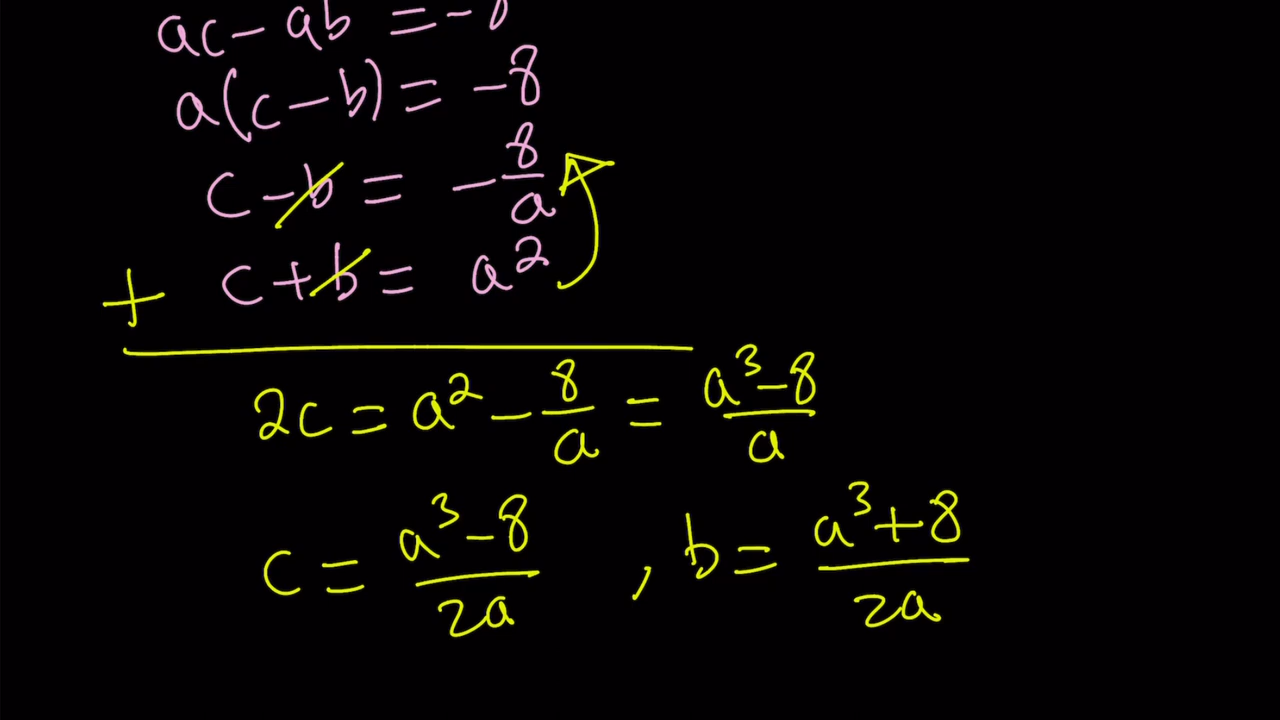 ac - ab = -8
a(c - b) = -8
c - b = -8/a
+ c + b = a²
2c = a² - 8/a = (a³ - 8)/a
c = (a³ - 8)/2a , b = (a³ + 8)/2a